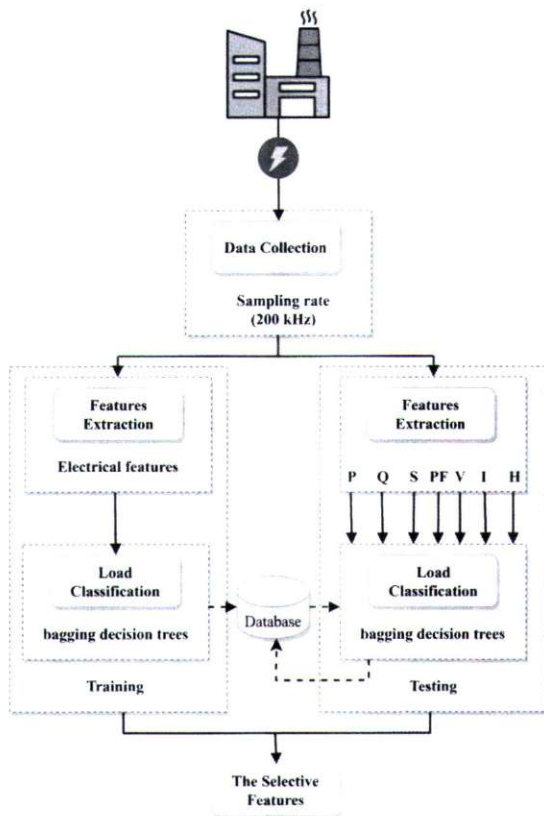 Data Collection
Sampling rate
(200 kHz)
Features
Extraction
Electrical features
Features
Extraction
P Q S PF V I H
Load
Classification
bagging decision trees
Training
Database
Load
Classification
bagging decision trees
Testing
The Selective
Features